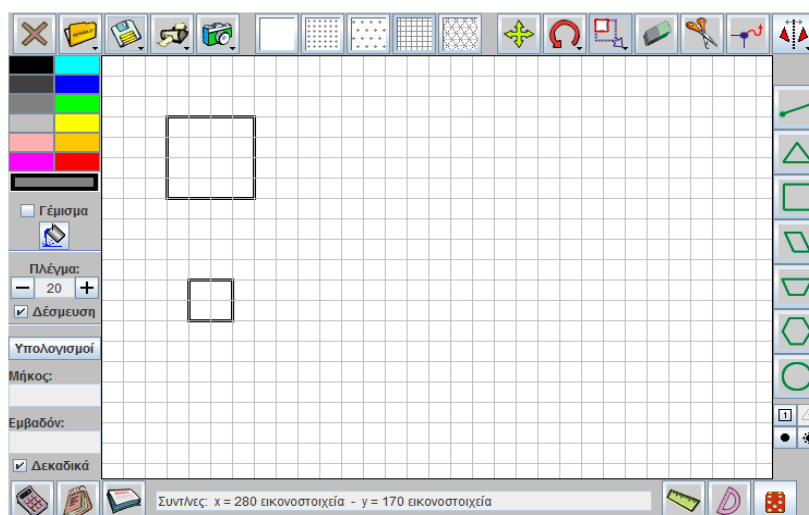 Γέμισμα
Πλέγμα:
20
Δέσμευση
Υπολογισμοί
Μήκος:
Εμβαδόν:
Δεκαδικά
1
Συντ/νες: x = 280 εικονοστοιχεία - y = 170 εικονοστοιχεία